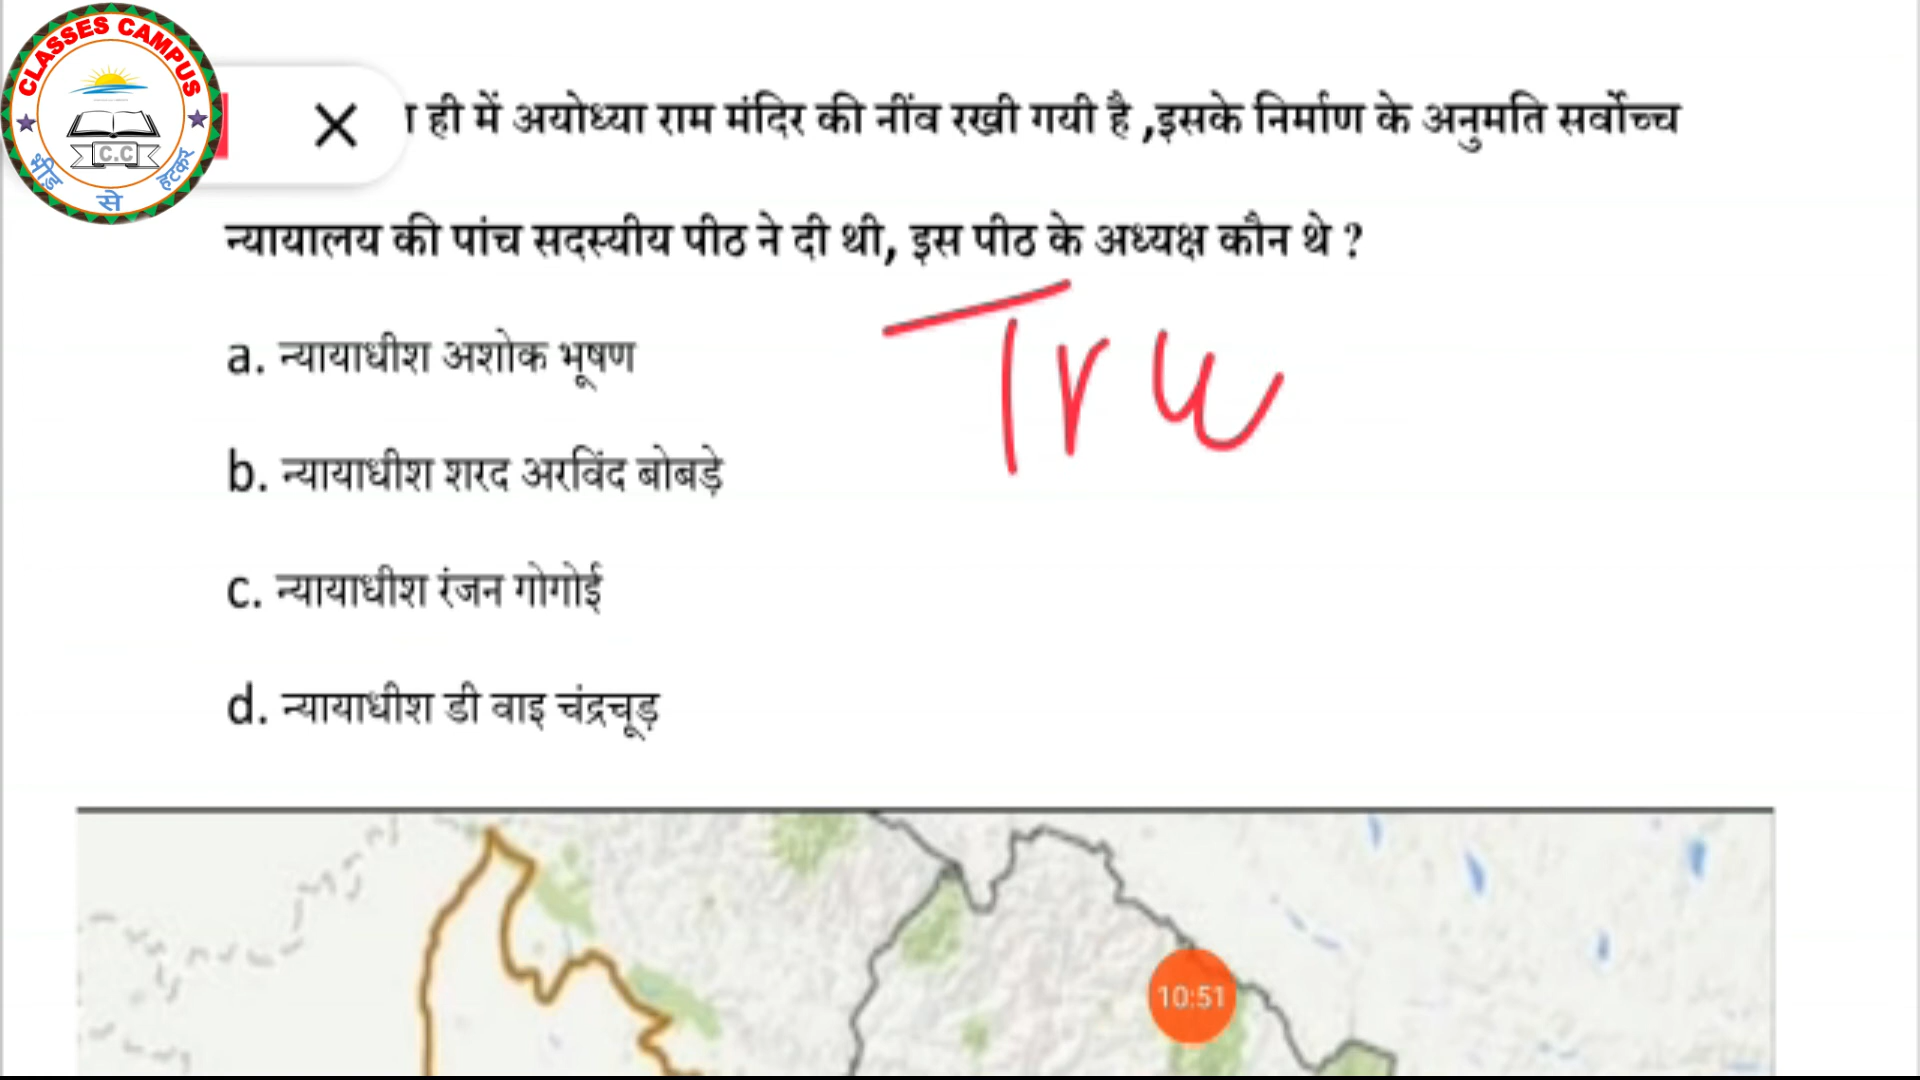 CLASSES CAMPUS
C.C
भीड़ से हटकर
ही में अयोध्या राम मंदिर की नींव रखी गयी है ,इसके निर्माण के अनुमति सर्वोच्च
न्यायालय की पांच सदस्यीय पीठ ने दी थी, इस पीठ के अध्यक्ष कौन थे ?
Tru
a. न्यायाधीश अशोक भूषण
b. न्यायाधीश शरद अरविंद बोबड़े
c. न्यायाधीश रंजन गोगोई
d. न्यायाधीश डी वाइ चंद्रचूड़
10:51